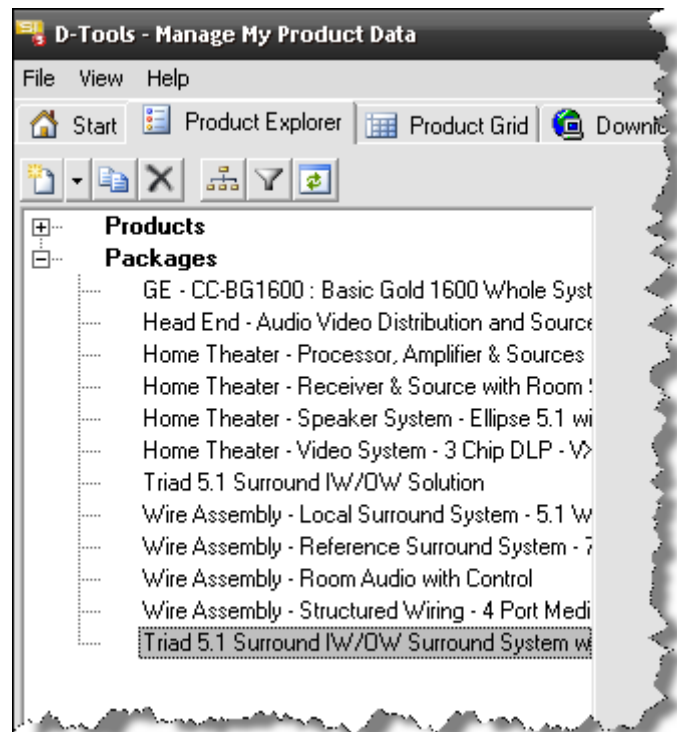 D-Tools - Manage My Product Data
File View Help
Start Product Explorer Product Grid
Products
Packages
GE - CC-BG1600 : Basic Gold 1600 Whole Syst
Head End - Audio Video Distribution and Source
Home Theater - Processor, Amplifier & Sources
Home Theater - Receiver & Source with Room
Home Theater - Speaker System - Ellipse 5.1 wi
Home Theater - Video System - 3 Chip DLP -
Triad 5.1 Surround IW/OW Solution
Wire Assembly - Local Surround System - 5.1 W
Wire Assembly - Reference Surround System - 7
Wire Assembly - Room Audio with Control
Wire Assembly - Structured Wiring - 4 Port Medi
Triad 5.1 Surround IW/OW Surround System w